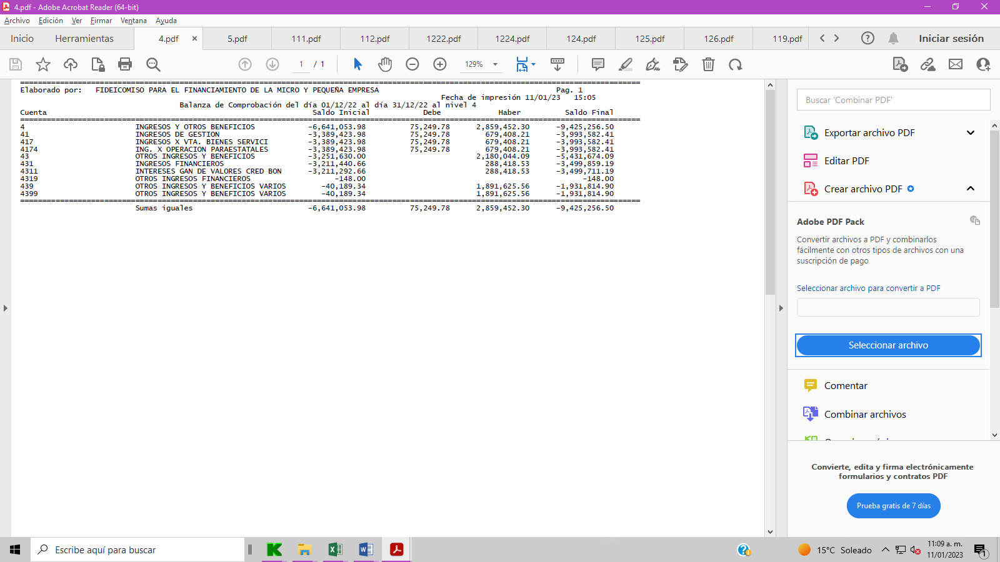 4.pdf - Adobe Acrobat Reader (64-bit)
Archivo Edición Ver Firmar Ventana Ayuda
Inicio Herramientas 4.pdf × 5.pdf 111.pdf 112.pdf 1222.pdf 1224.pdf 124.pdf 125.pdf 126.pdf 119.pdf Iniciar sesión
1 / 1 129%
Elaborado por: FIDEICOMISO PARA EL FINANCIAMIENTO DE LA MICRO Y PEQUEÑA EMPRESA Pag. 1
Fecha de impresión 11/01/23 15:05
Balanza de Comprobación del día 01/12/22 al día 31/12/22 al nivel 4
Cuenta Saldo Inicial Debe Haber Saldo Final
4 INGRESOS Y OTROS BENEFICIOS -6,641,053.98 75,249.78 2,859,452.30 -9,425,256.50
41 INGRESOS DE GESTION -3,389,423.98 75,249.78 679,408.21 -3,993,582.41
417 INGRESOS X VTA. BIENES SERVICI -3,389,423.98 75,249.78 679,408.21 -3,993,582.41
4174 ING. X OPERACION PARAESTATALES -3,389,423.98 75,249.78 679,408.21 -3,993,582.41
43 OTROS INGRESOS Y BENEFICIOS -3,251,630.00 2,180,044.09 -5,431,674.09
431 INGRESOS FINANCIEROS -3,211,440.66 288,418.53 -3,499,859.19
4311 INTERESES GAN DE VALORES CRED BON -3,211,292.66 288,418.53 -3,499,711.19
4319 OTROS INGRESOS FINANCIEROS -148.00 -148.00
439 OTROS INGRESOS Y BENEFICIOS VARIOS -40,189.34 1,891,625.56 -1,931,814.90
4399 OTROS INGRESOS Y BENEFICIOS VARIOS -40,189.34 1,891,625.56 -1,931,814.90
Sumas iguales -6,641,053.98 75,249.78 2,859,452.30 -9,425,256.50
Buscar 'Combinar PDF'
Exportar archivo PDF
Editar PDF
Crear archivo PDF
Adobe PDF Pack
Convertir archivos a PDF y combinarlos
fácilmente con otros tipos de archivos con una
suscripción de pago
Seleccionar archivo para convertir a PDF
Seleccionar archivo
Comentar
Combinar archivos
Convierte, edita y firma electrónicamente
formularios y contratos PDF
Prueba gratis de 7 días
Escribe aquí para buscar
15°C Soleado
11:09 a. m.
11/01/2023
1